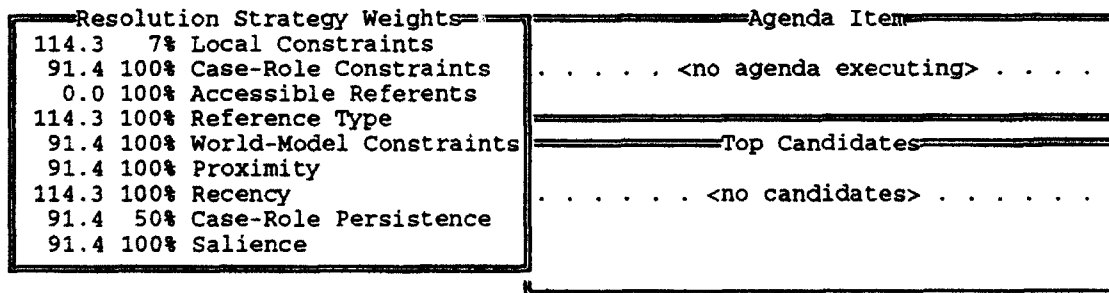 Resolution Strategy Weights
114.3 7% Local Constraints
91.4 100% Case-Role Constraints
0.0 100% Accessible Referents
114.3 100% Reference Type
91.4 100% World-Model Constraints
91.4 100% Proximity
114.3 100% Recency
91.4 50% Case-Role Persistence
91.4 100% Salience
Agenda Item
. . . . . <no agenda executing> . . . .
Top Candidates
. . . . . . <no candidates> . . . . . .